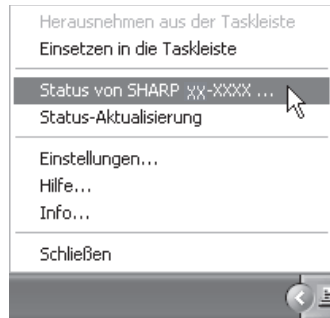 Herausnehmen aus der Taskleiste
Einsetzen in die Taskleiste
Status von SHARP XX-XXXX ...
Status-Aktualisierung
Einstellungen...
Hilfe...
Info...
Schließen